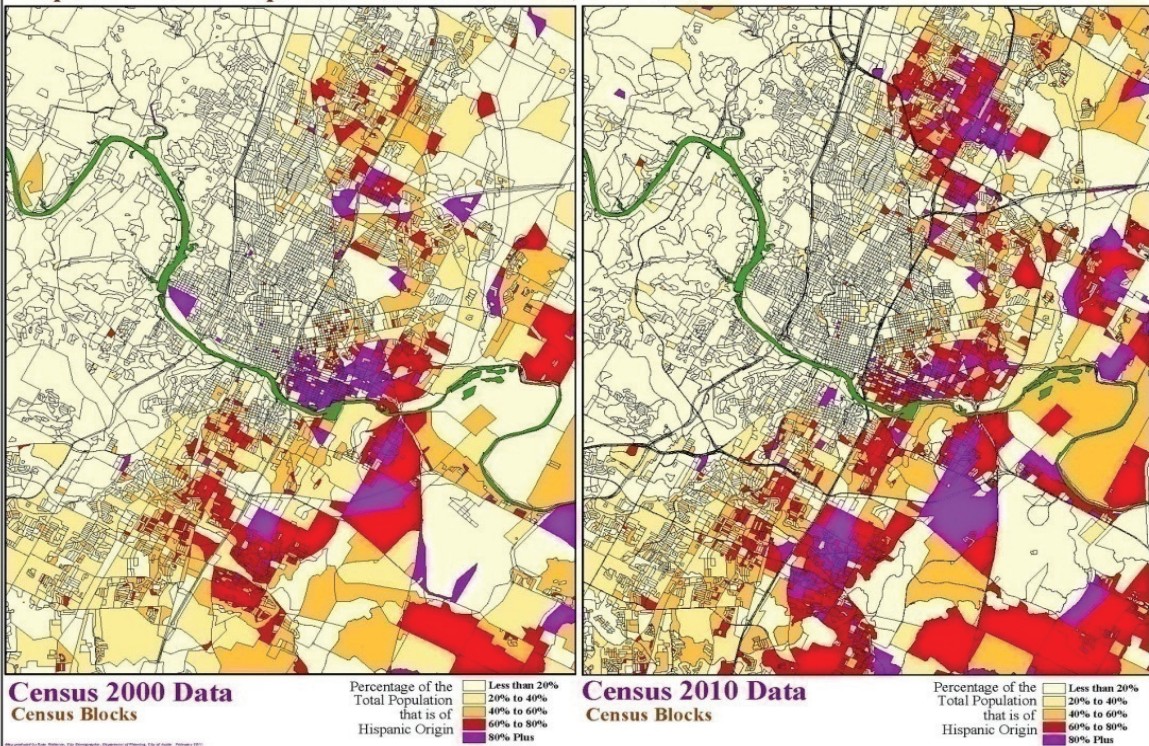 Census 2000 Data
Census Blocks
Percentage of the
Total Population
that is of
Hispanic Origin
Less than 20%
20% to 40%
40% to 60%
60% to 80%
80% Plus
Census 2010 Data
Census Blocks
Percentage of the
Total Population
that is of
Hispanic Origin
Less than 20%
20% to 40%
40% to 60%
60% to 80%
80% Plus